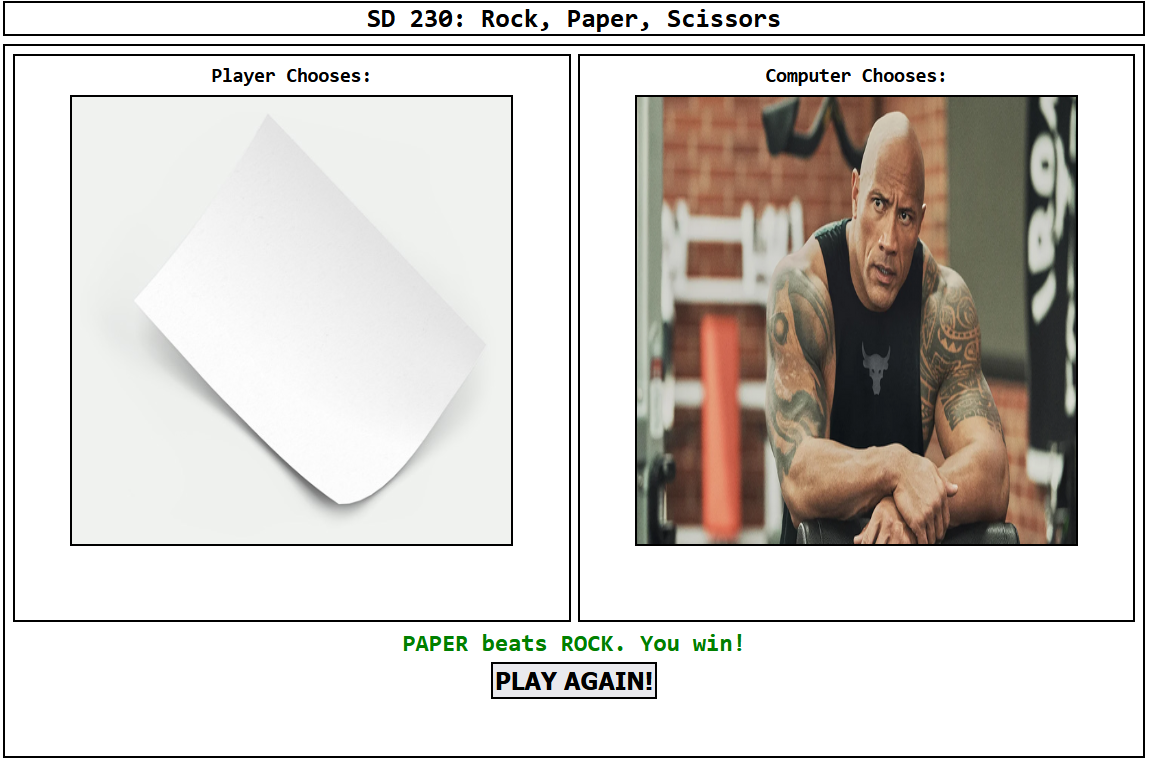 SD 230: Rock, Paper, Scissors
Player Chooses:
Computer Chooses:
PAPER beats ROCK. You win!
PLAY AGAIN!